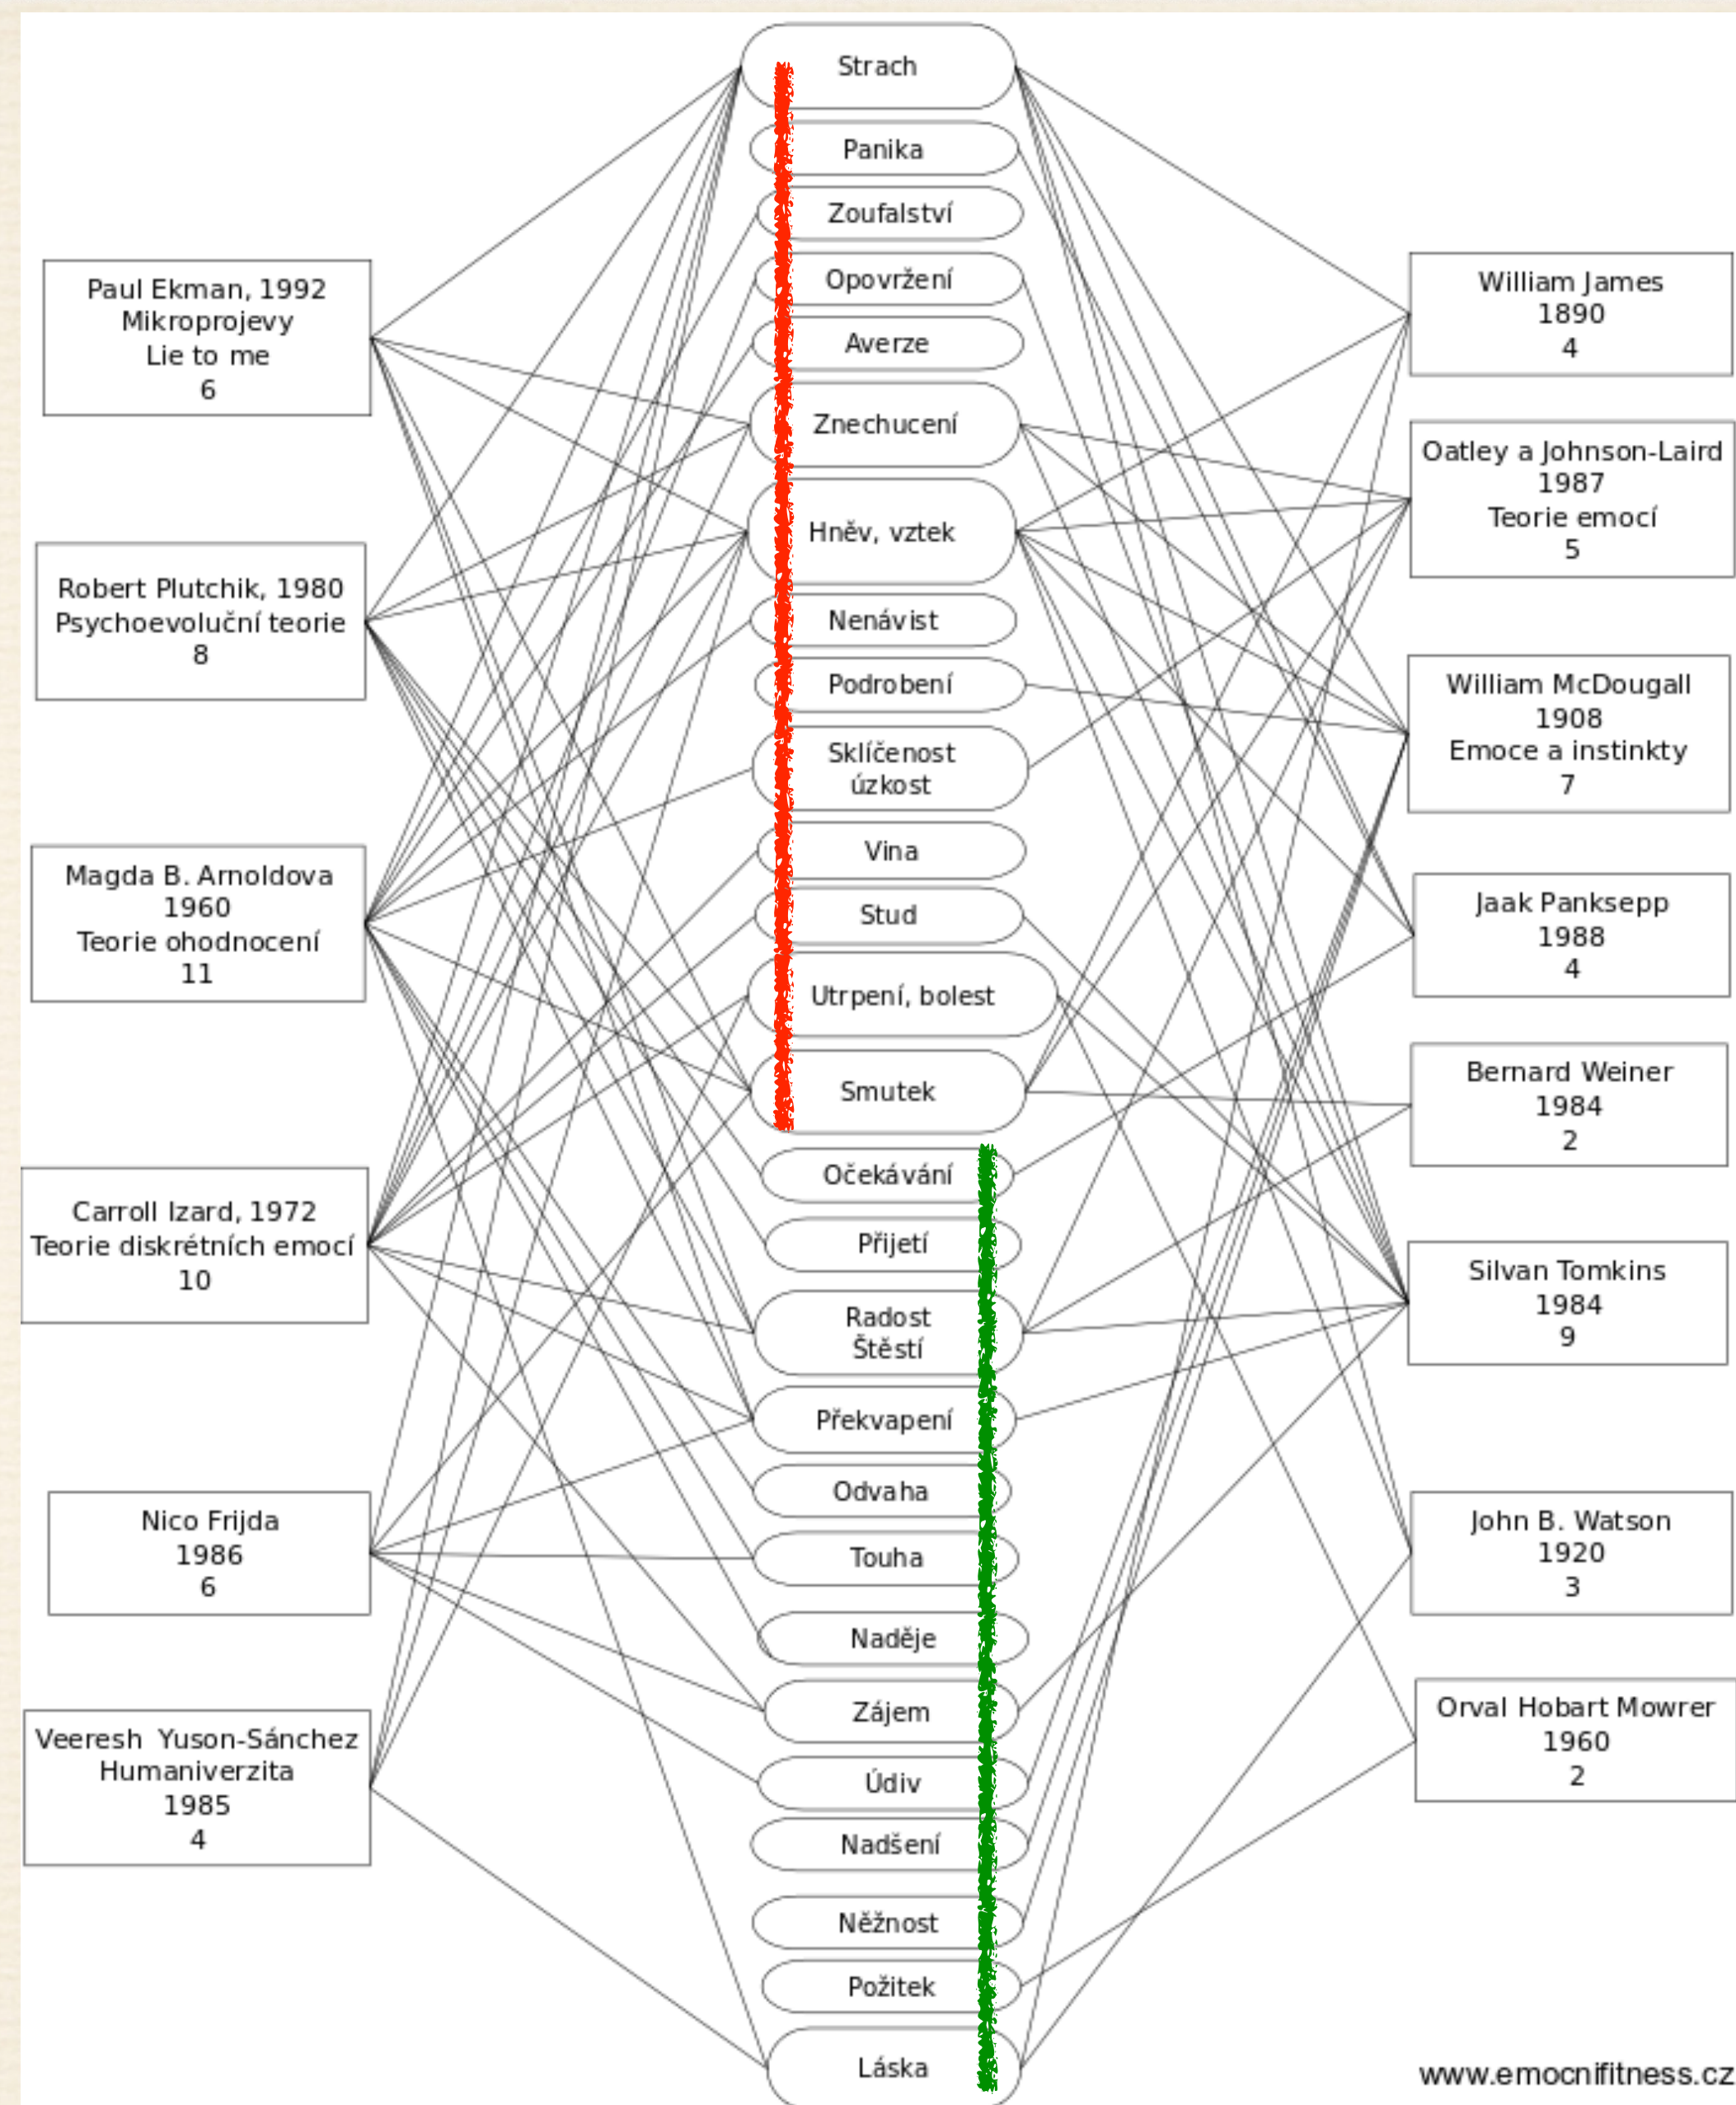 Paul Ekman, 1992
Mikroprojevy
Lie to me
6
Robert Plutchik, 1980
Psychoevoluční teorie
8
Magda B. Arnoldova
1960
Teorie ohodnocení
11
Carroll Izard, 1972
Teorie diskrétních emocí
10
Nico Frijda
1986
6
Veeresh Yuson-Sánchez
Humaniverzita
1985
4
Strach
Panika
Zoufalství
Opovržení
Averze
Znechucení
Hněv, vztek
Nenávist
Podrobení
Sklíčenost
úzkost
Vina
Stud
Utrpení, bolest
Smutek
Očekávání
Přijetí
Radost
Štěstí
Překvapení
Odvaha
Touha
Naděje
Zájem
Údiv
Nadšení
Něžnost
Požitek
Láska
William James
1890
4
Oatley a Johnson-Laird
1987
Teorie emocí
5
William McDougall
1908
Emoce a instinkty
7
Jaak Panksepp
1988
4
Bernard Weiner
1984
2
Silvan Tomkins
1984
9
John B. Watson
1920
3
Orval Hobart Mowrer
1960
2
www.emocnifitness.cz